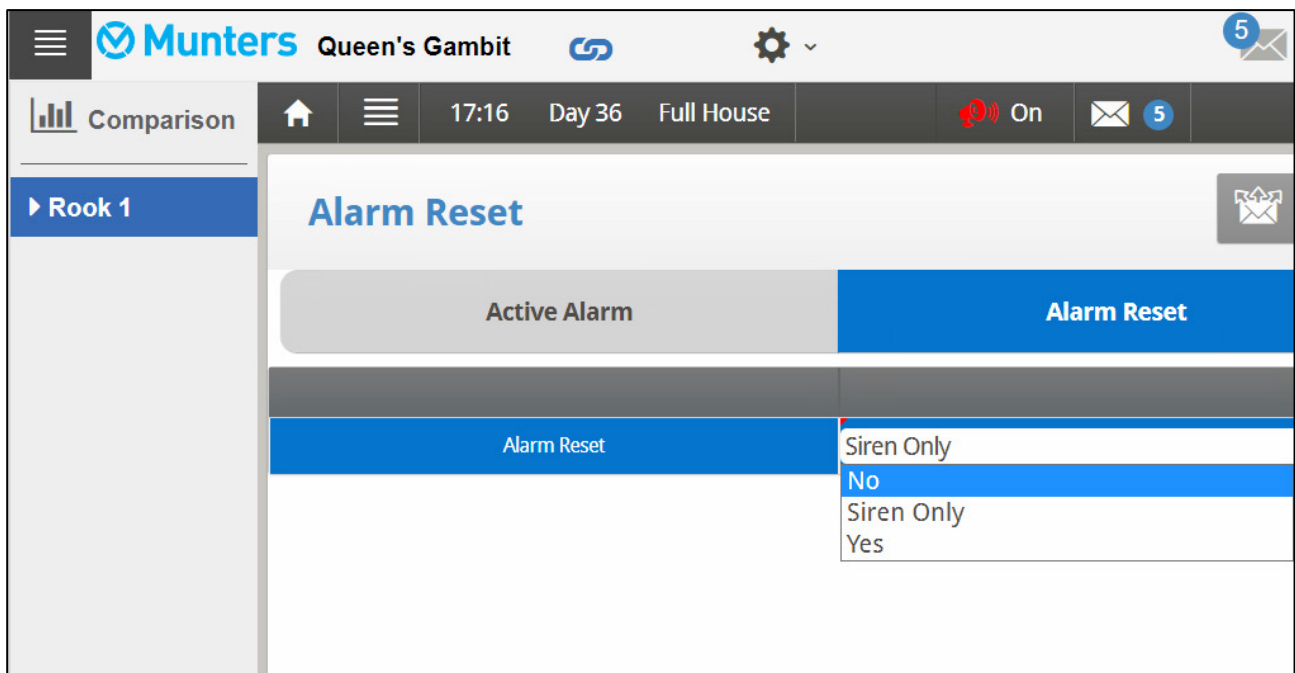 Munters Queen's Gambit 5
Comparison
17:16 Day 36 Full House On 5
Rook 1
Alarm Reset
Active Alarm Alarm Reset
Alarm Reset Siren Only
No
Siren Only
Yes